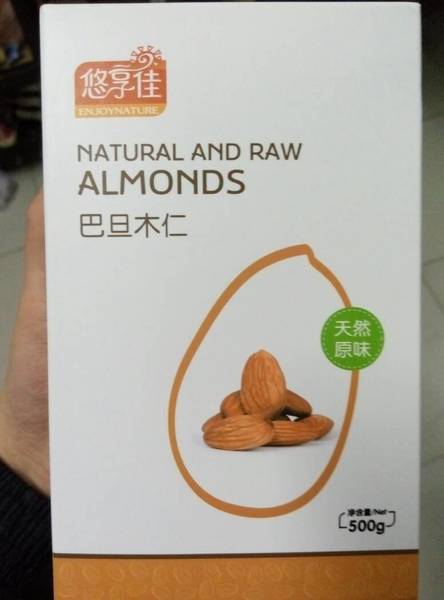 悠享佳
ENJOYNATURE
NATURAL AND RAW
ALMONDS
巴旦木仁
天然
原味
净含量/Net
500g